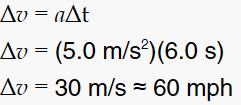 Δv = aΔt
Δv = (5.0 m/s²)(6.0 s)
Δv = 30 m/s ≈ 60 mph